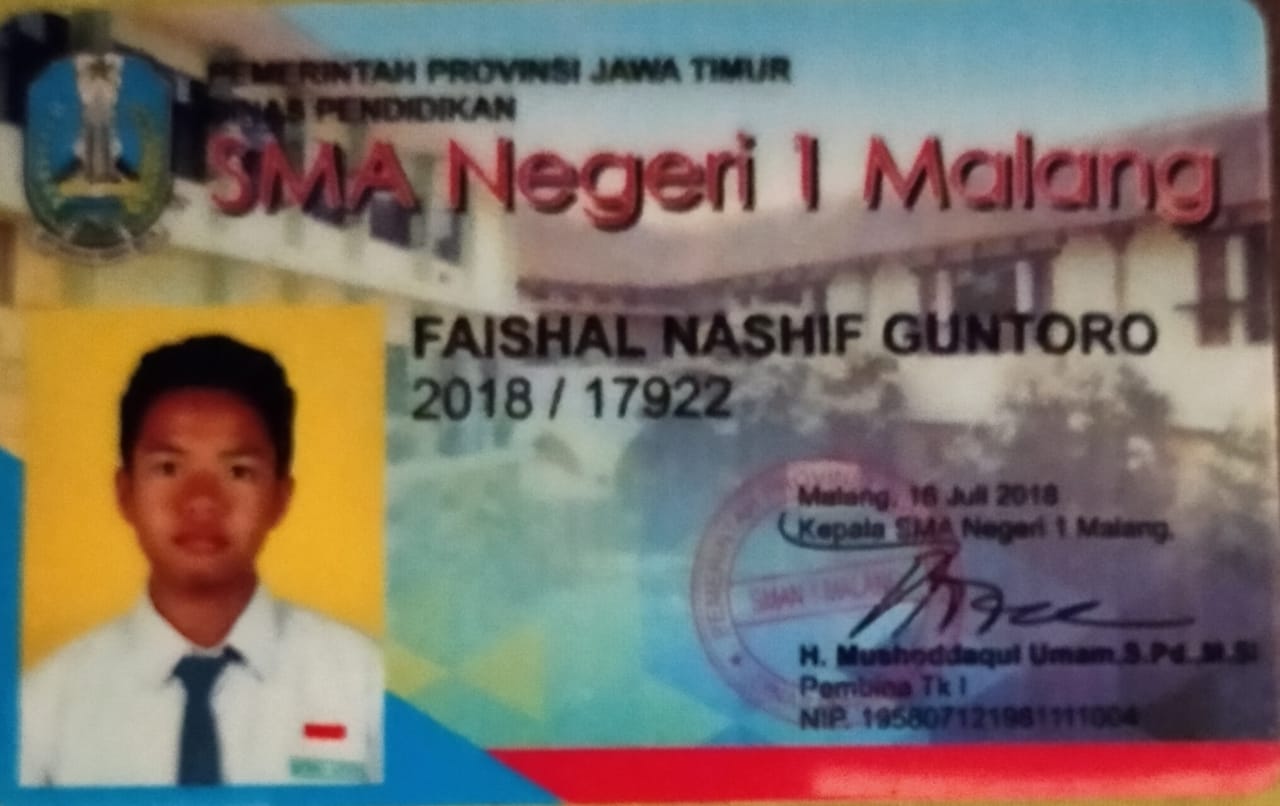 PEMERINTAH PROVINSI JAWA TIMUR
DINAS PENDIDIKAN
SMA Negeri 1 Malang
FAISHAL NASHIF GUNTORO
2018 / 17922
Malang, 16 Juli 2018
Kepala SMA Negeri 1 Malang,
SMAN 1 MALANG
H. Mushoddaqul Umam.S.Pd.M.Si
Pembina Tk I
NIP. 195807121981111004